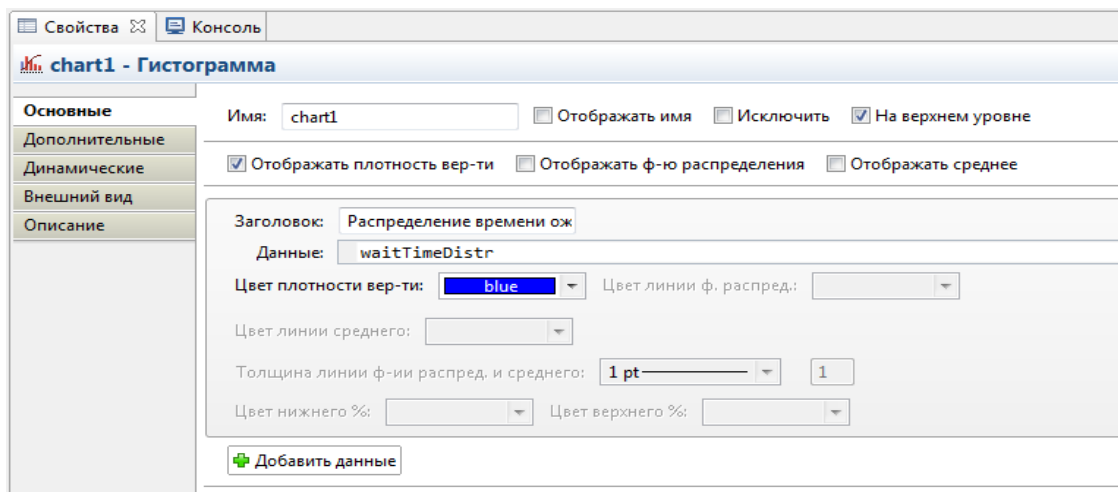 Свойства Консоль
chart1 - Гистограмма
Основные
Дополнительные
Динамические
Внешний вид
Описание
Имя: chart1 Отображать имя Исключить На верхнем уровне
Отображать плотность вер-ти Отображать ф-ю распределения Отображать среднее
Заголовок: Распределение времени ож
Данные: waitTimeDistr
Цвет плотности вер-ти: blue Цвет линии ф. распред.:
Цвет линии среднего:
Толщина линии ф-ии распред. и среднего: 1 pt 1
Цвет нижнего %: Цвет верхнего %:
Добавить данные